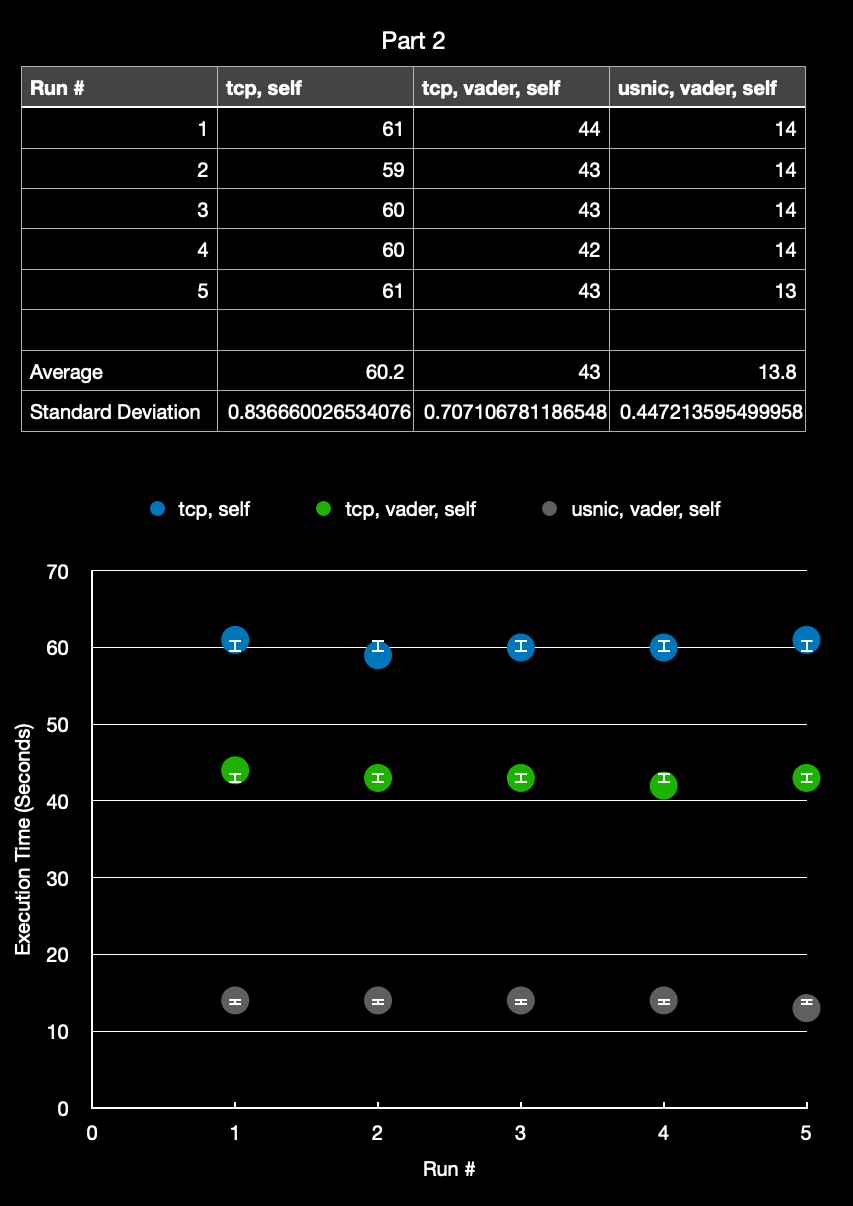 Part 2
Run # tcp, self tcp, vader, self usnic, vader, self
1 61 44 14
2 59 43 14
3 60 43 14
4 60 42 14
5 61 43 13
Average 60.2 43 13.8
Standard Deviation 0.836660026534076 0.707106781186548 0.447213595499958
tcp, self tcp, vader, self usnic, vader, self
Execution Time (Seconds)
70
60
50
40
30
20
10
0
0 1 2 3 4 5
Run #